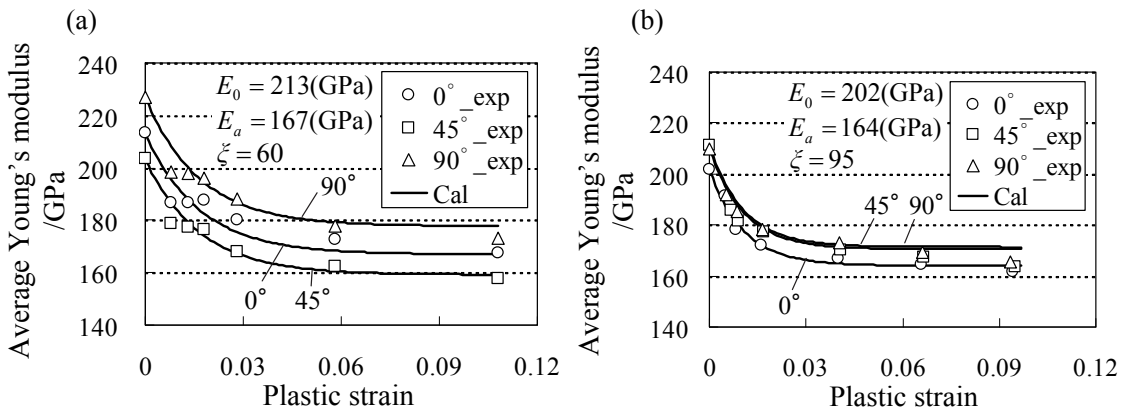 (a)
Average Young's modulus
/GPa
240
220
200
180
160
140
0
0.03
0.06
0.09
0.12
Plastic strain
E₀ = 213(GPa)
Eₐ = 167(GPa)
ξ = 60
0°_exp
45°_exp
90°_exp
Cal
90°
0°
45°
(b)
Average Young's modulus
/GPa
240
220
200
180
160
140
0
0.03
0.06
0.09
0.12
Plastic strain
E₀ = 202(GPa)
Eₐ = 164(GPa)
ξ = 95
0°_exp
45°_exp
90°_exp
Cal
45°
90°
0°